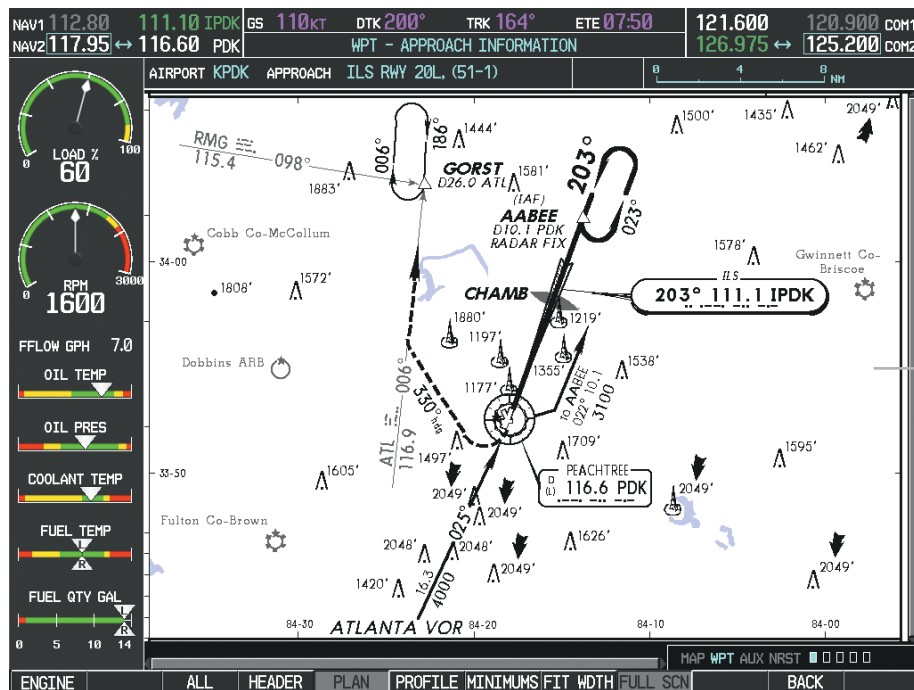 NAV1 112.80 111.10 IPDK
NAV2 117.95 ↔ 116.60 PDK
GS 110KT DTK 200° TRK 164° ETE 07:50
WPT - APPROACH INFORMATION
121.600 120.900 COM1
126.975 ↔ 125.200 COM2
AIRPORT KPDK APPROACH ILS RWY 20L, (51-1)
0 4 8 NM
0 100
LOAD %
60
0 3000
RPM
1600
FFLOW GPH 7.0
OIL TEMP
OIL PRES
COOLANT TEMP
FUEL TEMP
L
R
FUEL QTY GAL
L
R
0 5 10 14
RMG
115.4
098°
006°
186°
1444'
1883'
GORST
D26.0 ATL
1581'
(IAF)
AABEE
D10.1 PDK
RADAR FIX
203°
023°
1500'
1435'
2049'
1462'
Cobb Co-McCollum
34-00
1808'
1572'
1578'
Gwinnett Co-
Briscoe
CHAMB
ILS
203° 111.1 IPDK
1880'
1197'
1219'
1355'
1177'
1538'
Dobbins ARB
ATL
116.9
006°
330° hdg
to AABEE
022° 10.1
3100
1497'
1709'
1595'
33-50
1605'
PEACHTREE
D
(L)
116.6 PDK
2049'
2049'
2049'
Fulton Co-Brown
025°
2048'
2048'
1626'
2049'
2049'
1420'
16.3
4000
ATLANTA VOR
84-30 84-20 84-10 84-00
MAP WPT AUX NRST
ENGINE ALL HEADER PLAN PROFILE MINIMUMS FIT WDTH FULL SCN BACK